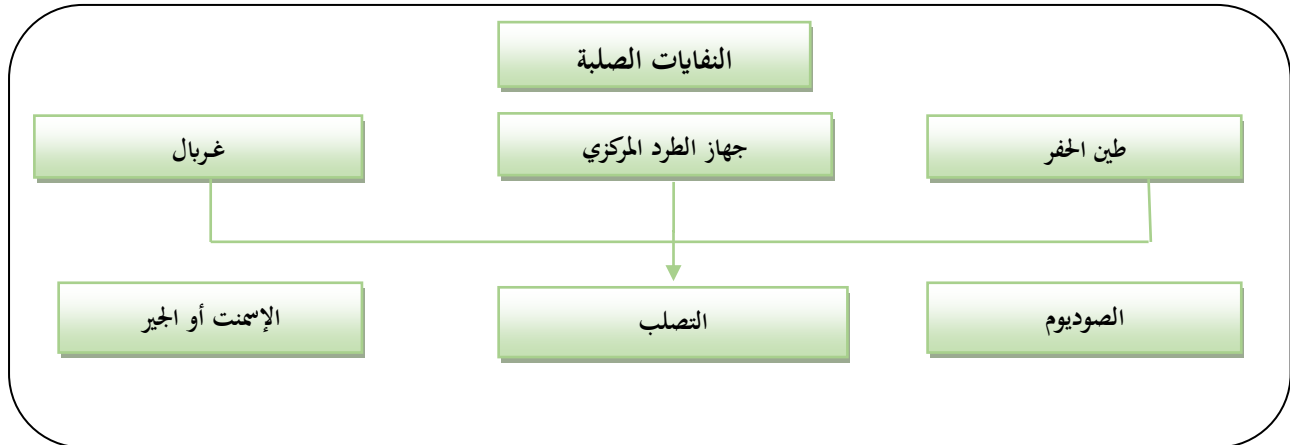 النفايات الصلبة
طين الحفر
جهاز الطرد المركزي
غربال
الصوديوم
التصلب
الإسمنت أو الجير